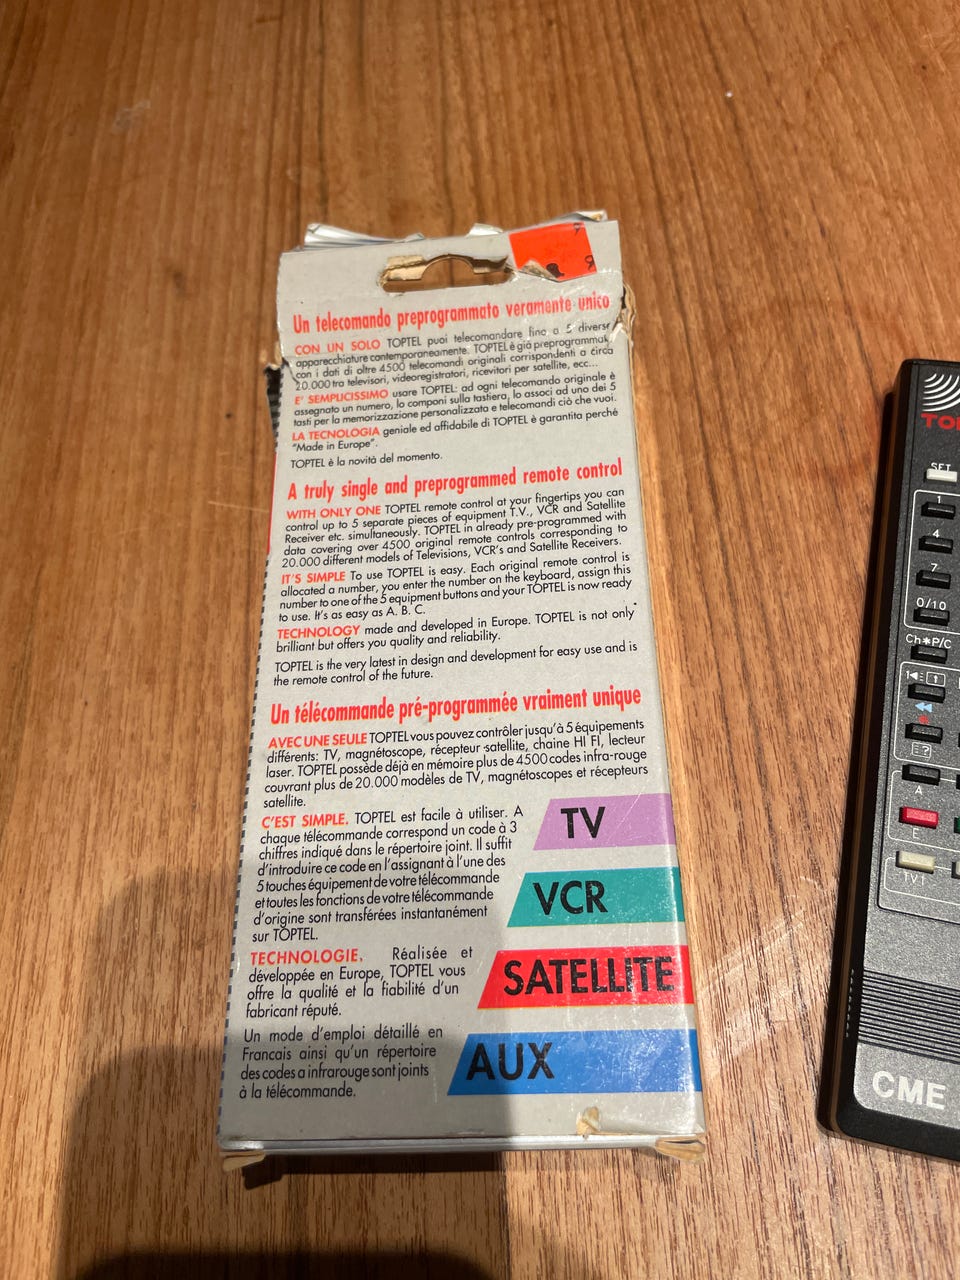 Un telecomando preprogrammato veramente unico
CON UN SOLO TOPTEL puoi telecomandare fino a 5 diverse
apparecchiature contemporaneamente. TOPTEL è già preprogrammato
con i dati di oltre 4500 telecomandi originali corrispondenti a circa
20.000 tra televisori, videoregistratori, ricevitori per satellite, ecc...
E' SEMPLICISSIMO usare TOPTEL: ad ogni telecomando originale è
assegnato un numero, lo componi sulla tastiera, lo associ ad uno dei 5
tasti per la memorizzazione personalizzata e telecomandi ciò che vuoi.
LA TECNOLOGIA geniale ed affidabile di TOPTEL è garantita perché
"Made in Europe".
TOPTEL è la novità del momento.
A truly single and preprogrammed remote control
WITH ONLY ONE TOPTEL remote control at your fingertips you can
control up to 5 separate pieces of equipment T.V., VCR and Satellite
Receiver etc. simultaneously. TOPTEL in already pre-programmed with
data covering over 4500 original remote controls corresponding to
20.000 different models of Televisions, VCR's and Satellite Receivers.
IT'S SIMPLE To use TOPTEL is easy. Each original remote control is
allocated a number, you enter the number on the keyboard, assign this
number to one of the 5 equipment buttons and your TOPTEL is now ready
to use. It's as easy as A. B. C.
TECHNOLOGY made and developed in Europe. TOPTEL is not only
brilliant but offers you quality and reliability.
TOPTEL is the very latest in design and development for easy use and is
the remote control of the future.
Un télécommande pré-programmée vraiment unique
AVEC UNE SEULE TOPTEL vous pouvez contrôler jusqu'à 5 équipements
différents: TV, magnétoscope, récepteur satellite, chaine HI FI, lecteur
laser. TOPTEL possède déjà en mémoire plus de 4500 codes infra-rouge
couvrant plus de 20.000 modèles de TV, magnétoscopes et récepteurs
satellite.
C'EST SIMPLE. TOPTEL est facile à utiliser. A
chaque télécommande correspond un code à 3
chiffres indiqué dans le répertoire joint. Il suffit
d'introduire ce code en l'assignant à l'une des
5 touches équipement de votre télécommande
et toutes les fonctions de votre télécommande
d'origine sont transférées instantanément
sur TOPTEL.
TECHNOLOGIE. Réalisée et
développée en Europe, TOPTEL vous
offre la qualité et la fiabilité d'un
fabricant réputé.
Un mode d'emploi détaillé en
Francais ainsi qu'un répertoire
des codes a infrarouge sont joints
à la télécommande.
TV
VCR
SATELLITE
AUX
TO
SET
1
4
7
0/10
Ch*P/C
A
E
TV1
CME